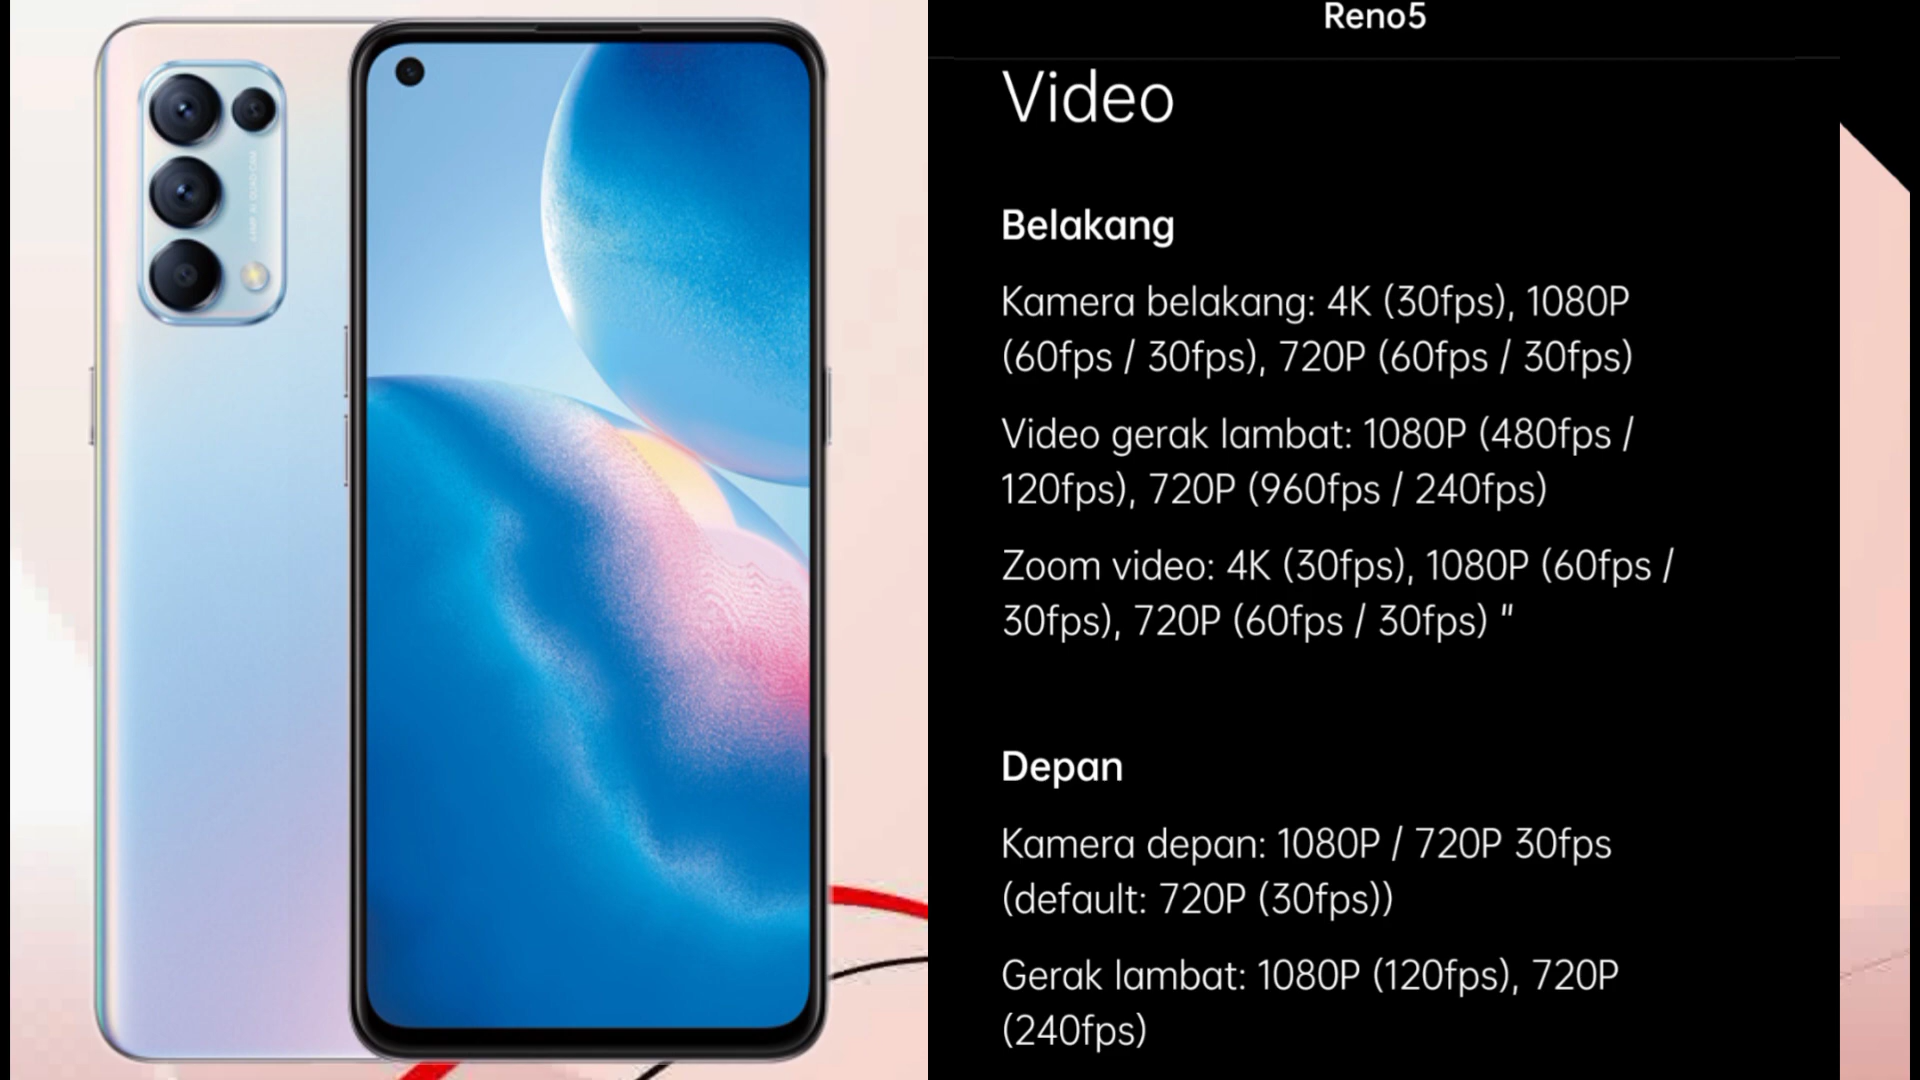 Reno5
Video
Belakang
Kamera belakang: 4K (30fps), 1080P
(60fps / 30fps), 720P (60fps / 30fps)
Video gerak lambat: 1080P (480fps /
120fps), 720P (960fps / 240fps)
Zoom video: 4K (30fps), 1080P (60fps /
30fps), 720P (60fps / 30fps) "
Depan
Kamera depan: 1080P / 720P 30fps
(default: 720P (30fps))
Gerak lambat: 1080P (120fps), 720P
(240fps)